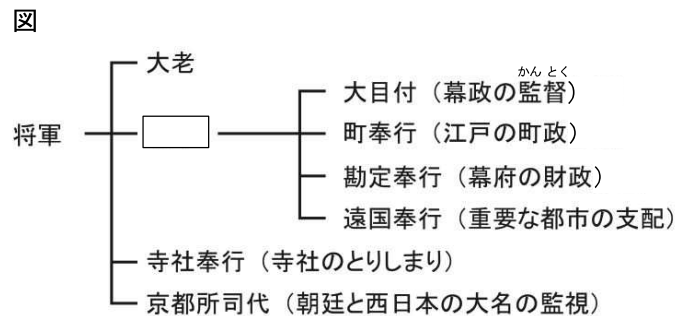 図
大老
将軍
大目付（幕政の監督）
かんとく
町奉行（江戸の町政）
勘定奉行（幕府の財政）
遠国奉行（重要な都市の支配）
寺社奉行（寺社のとりしまり）
京都所司代（朝廷と西日本の大名の監視）